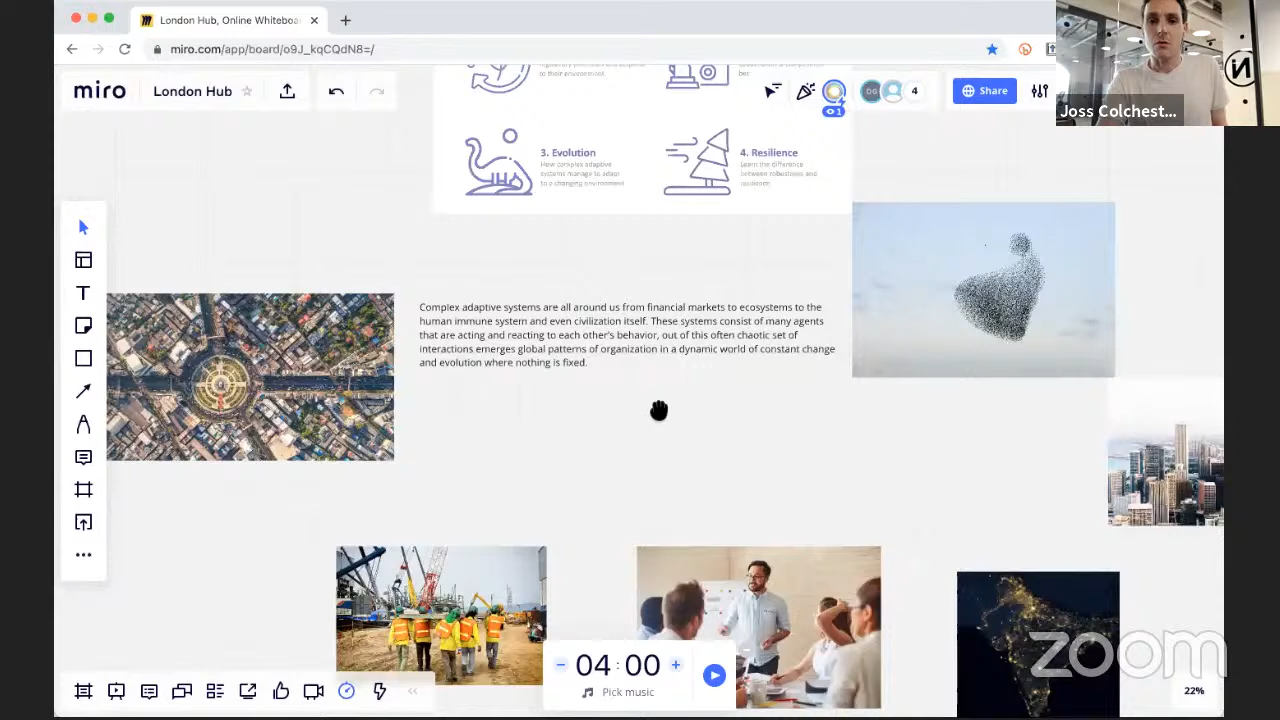 London Hub, Online Whiteboa
miro.com/app/board/o9J_kqCQdN8=/
miro
London Hub
DG
4
Share
1
Joss Colchest...
to their environment
3. Evolution
How complex adaptive
systems manage to adapt
to a changing environment
4. Resilience
Learn the difference
between robustness and
Complex adaptive systems are all around us from financial markets to ecosystems to the
human immune system and even civilization itself. These systems consist of many agents
that are acting and reacting to each other's behavior, out of this often chaotic set of
interactions emerges global patterns of organization in a dynamic world of constant change
and evolution where nothing is fixed.
04 : 00
Pick music
zoom
22%